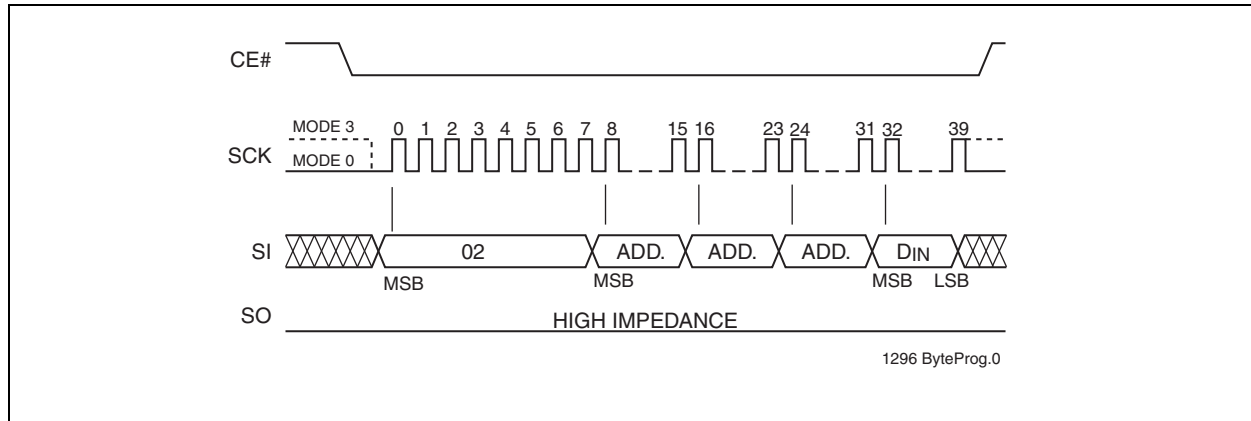 CE#
MODE 3
0 1 2 3 4 5 6 7 8 15 16 23 24 31 32 39
SCK
MODE 0
SI
02 ADD. ADD. ADD. DIN
MSB MSB MSB LSB
SO
HIGH IMPEDANCE
1296 ByteProg.0